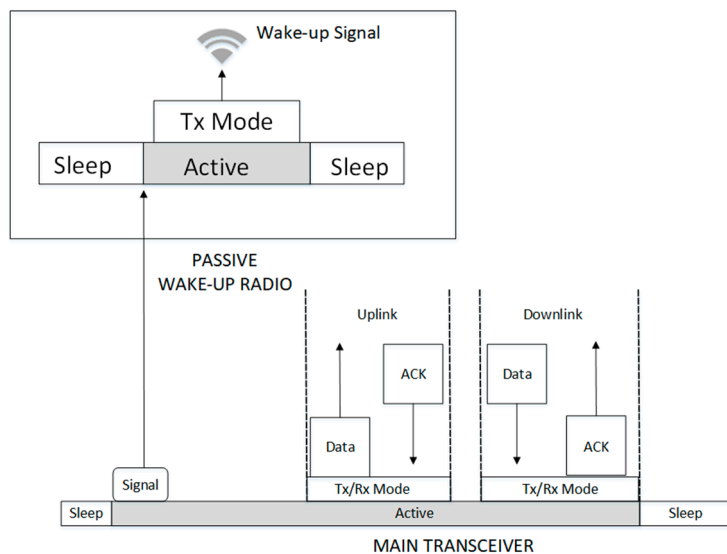 Wake-up Signal
Tx Mode
Sleep
Active
Sleep
PASSIVE
WAKE-UP RADIO
Uplink
Downlink
ACK
Data
Data
ACK
Signal
Tx/Rx Mode
Tx/Rx Mode
Sleep
Active
Sleep
MAIN TRANSCEIVER